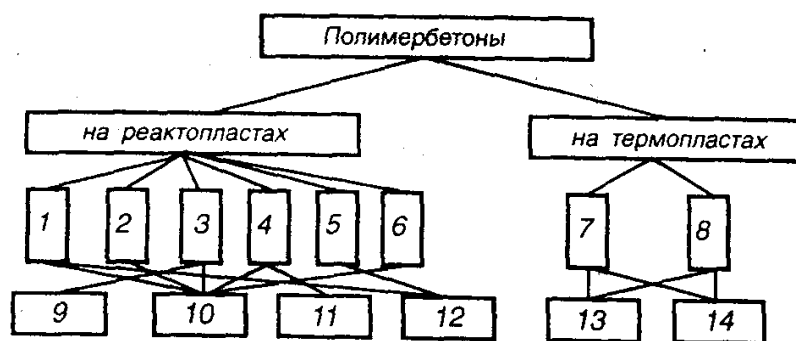 Полимербетоны
на реактопластах
на термопластах
1 2 3 4 5 6 7 8
9 10 11 12 13 14